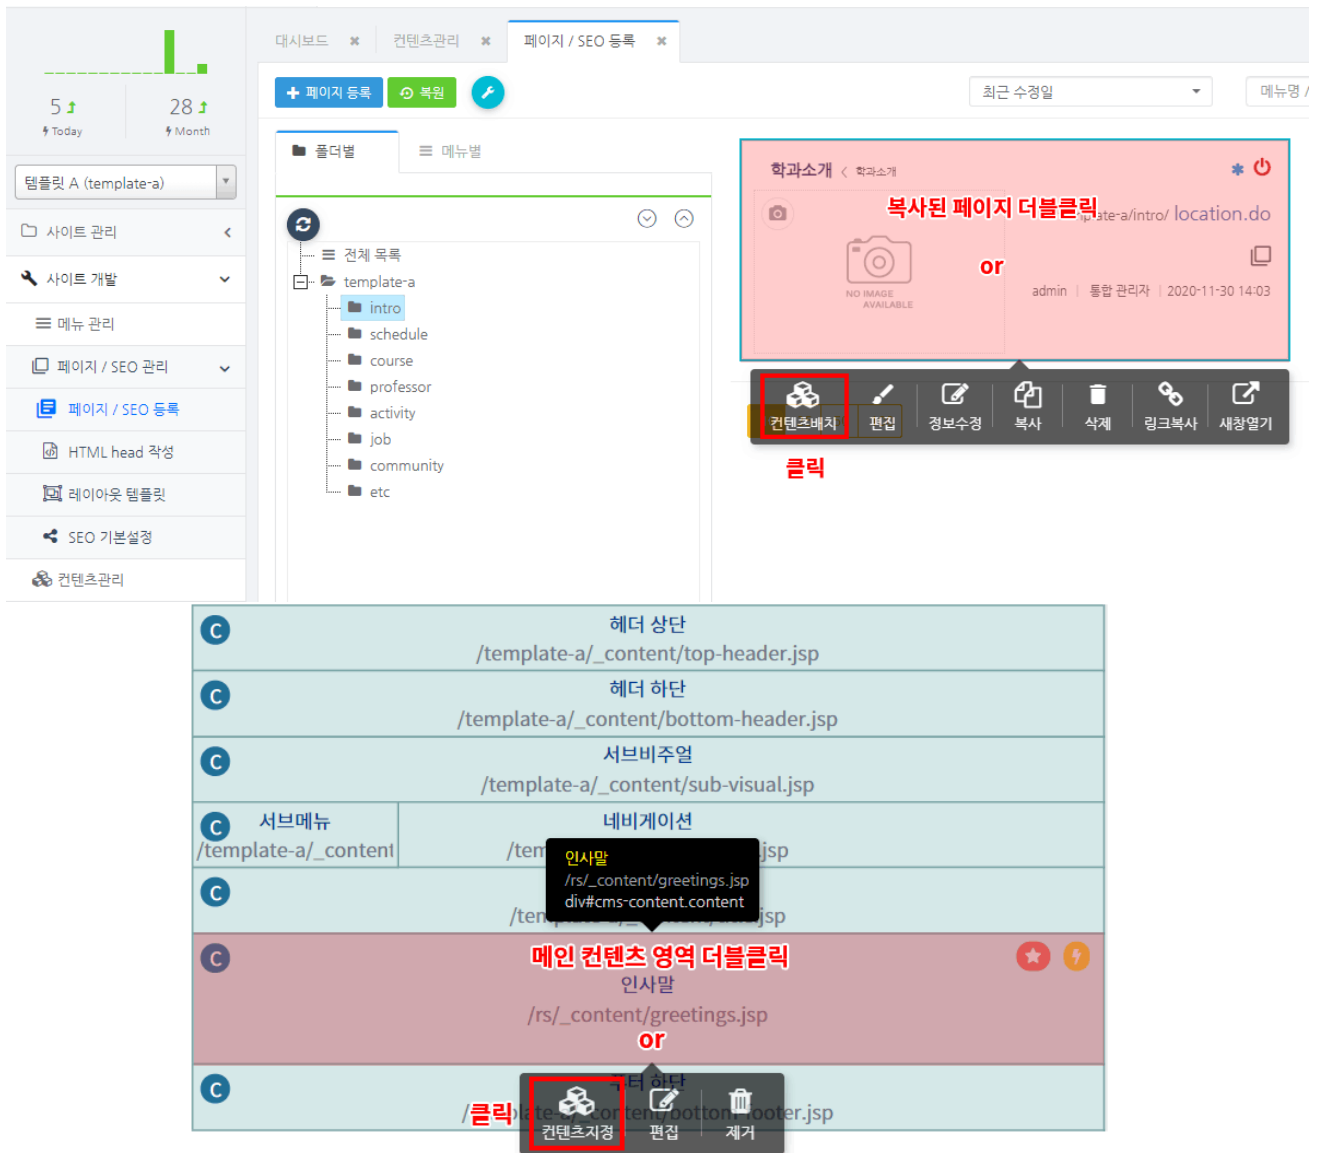 대시보드 ✖ 컨텐츠관리 ✖ 페이지 / SEO 등록 ✖
5 28
Today Month
템플릿 A (template-a)
사이트 관리
사이트 개발
메뉴 관리
페이지 / SEO 관리
페이지 / SEO 등록
HTML head 작성
레이아웃 템플릿
SEO 기본설정
컨텐츠관리
페이지 등록 복원
최근 수정일 메뉴명 /
폴더별 메뉴별
전체 목록
template-a
intro
schedule
course
professor
activity
job
community
etc
학과소개 < 학과소개
복사된 페이지 더블클릭
/intro/ location.do
or
NO IMAGE
AVAILABLE
admin | 통합 관리자 | 2020-11-30 14:03
컨텐츠배치 편집 정보수정 복사 삭제 링크복사 새창열기
클릭
C 헤더 상단
/template-a/_content/top-header.jsp
C 헤더 하단
/template-a/_content/bottom-header.jsp
C 서브비주얼
/template-a/_content/sub-visual.jsp
C 서브메뉴 네비게이션
/template-a/_content
인사말
/rs/_content/greetings.jsp
div#cms-content.content
C
C
메인 컨텐츠 영역 더블클릭
인사말
/rs/_content/greetings.jsp
or
C 푸터 하단
클릭
컨텐츠지정 편집 제거